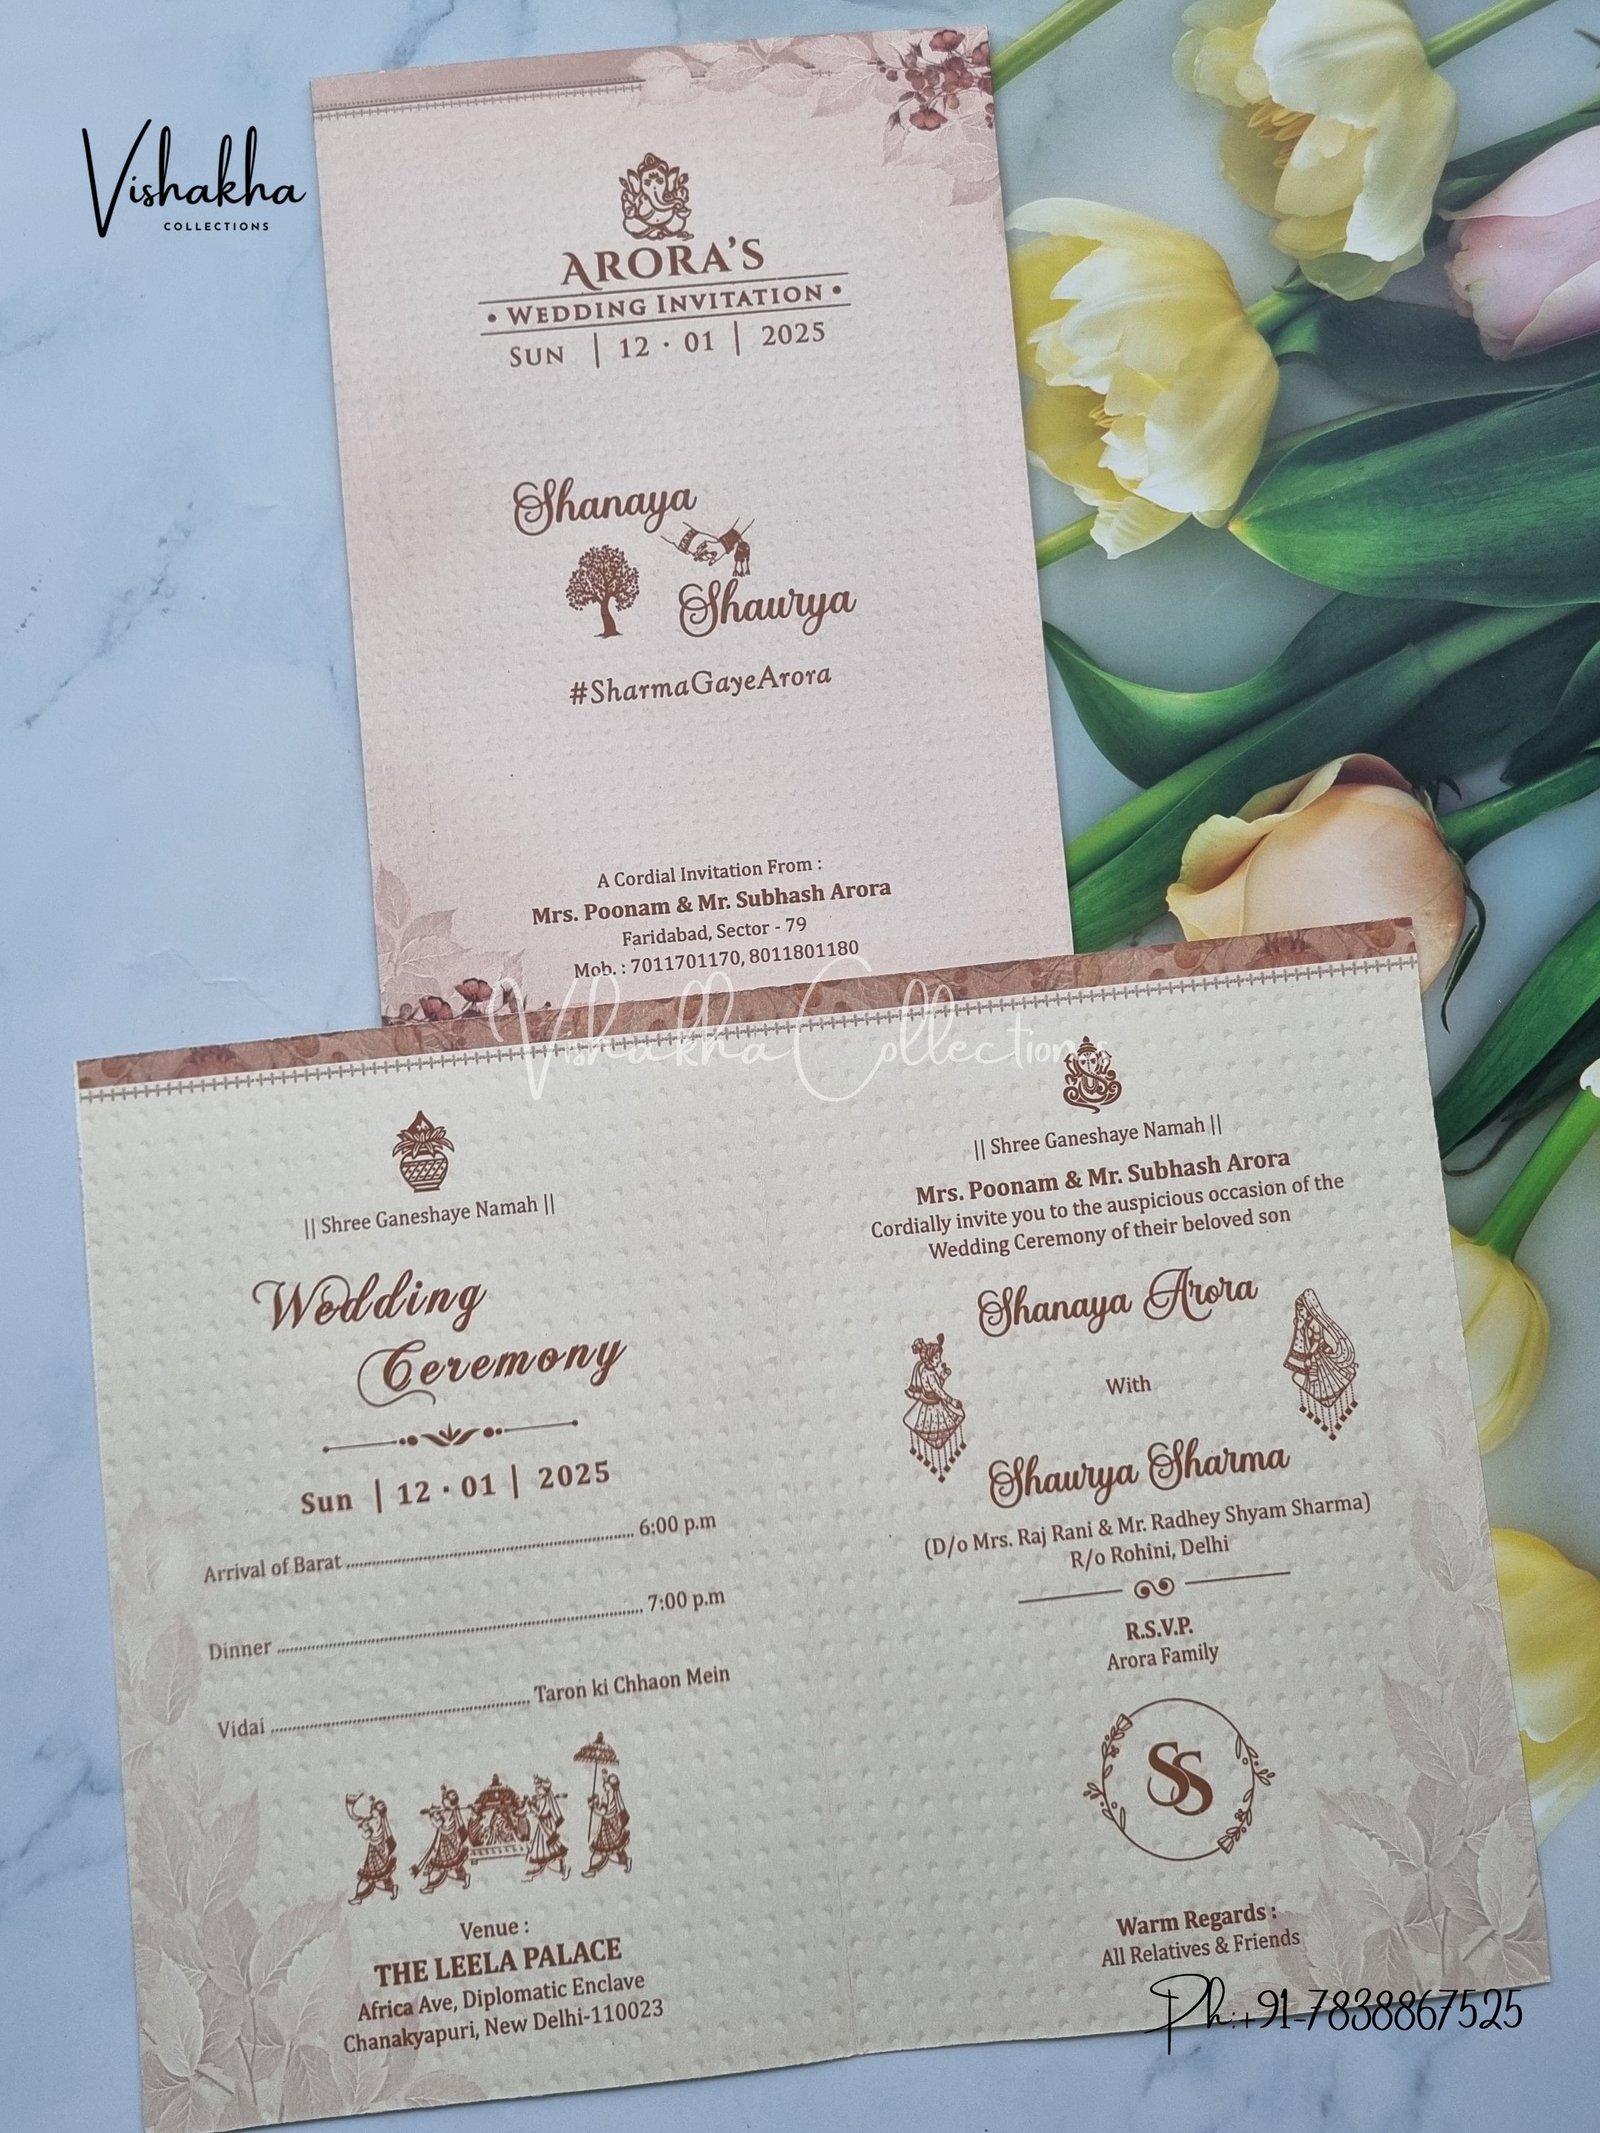 Vishakha
COLLECTIONS
ARORA'S
• WEDDING INVITATION •
SUN | 12 · 01 | 2025
Shanaya
Shaurya
#SharmaGayeArora
A Cordial Invitation From :
Mrs. Poonam & Mr. Subhash Arora
Faridabad, Sector - 79
Mob. : 7011701170, 8011801180
Vishakha Collections
|| Shree Ganeshaye Namah ||
Wedding
Ceremony
Sun | 12 · 01 | 2025
Arrival of Barat ........................................ 6:00 p.m
Dinner ........................................ 7:00 p.m
Vidai ........................................ Taron ki Chhaon Mein
Venue :
THE LEELA PALACE
Africa Ave, Diplomatic Enclave
Chanakyapuri, New Delhi-110023
|| Shree Ganeshaye Namah ||
Mrs. Poonam & Mr. Subhash Arora
Cordially invite you to the auspicious occasion of the
Wedding Ceremony of their beloved son
Shanaya Arora
With
Shaurya Sharma
(D/o Mrs. Raj Rani & Mr. Radhey Shyam Sharma)
R/o Rohini, Delhi
R.S.V.P.
Arora Family
SS
Warm Regards :
All Relatives & Friends
Ph:+91-7838867525